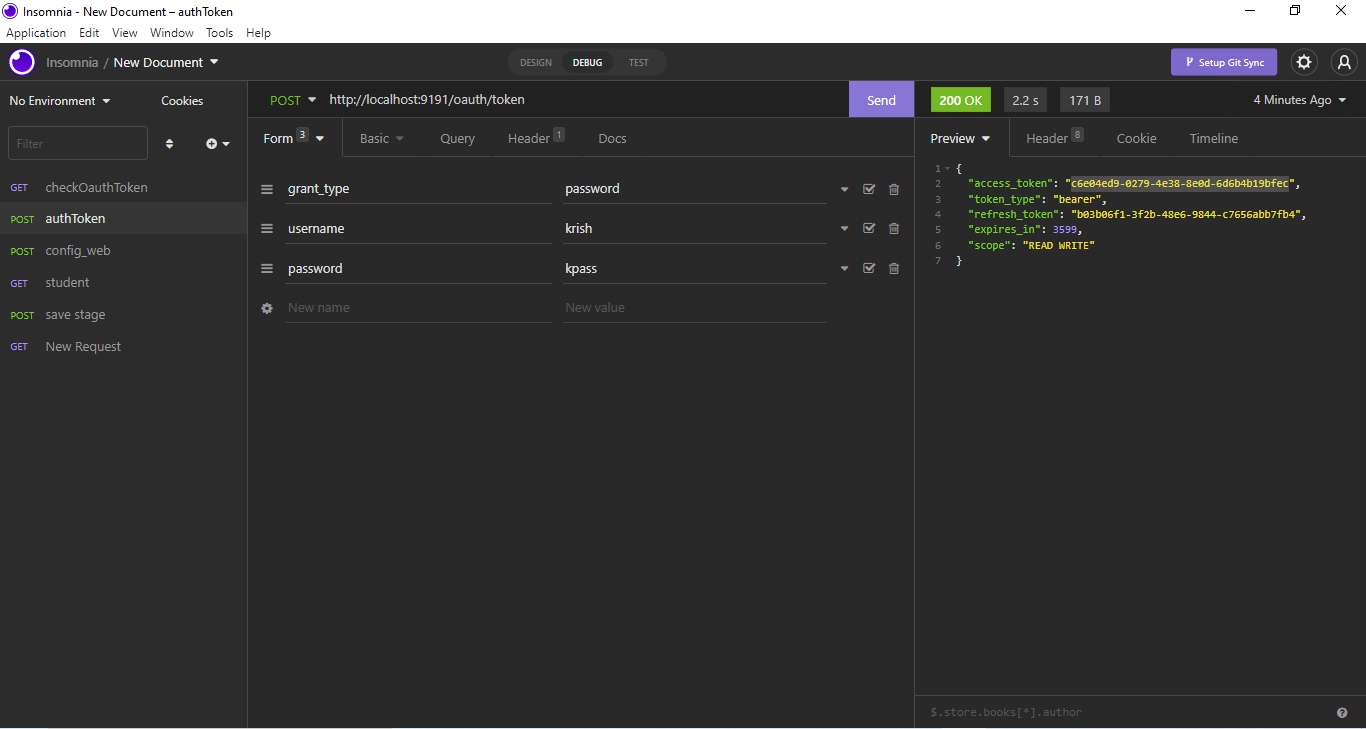 Insomnia - New Document – authToken
Application Edit View Window Tools Help
Insomnia / New Document
DESIGN DEBUG TEST
Setup Git Sync
No Environment Cookies
POST http://localhost:9191/oauth/token Send
200 OK 2.2 s 171 B 4 Minutes Ago
Filter
Form 3 Basic Query Header 1 Docs
Preview Header 8 Cookie Timeline
GET checkOauthToken
POST authToken
POST config_web
GET student
POST save stage
GET New Request
grant_type password
username krish
password kpass
New name New value
1 {
2 "access_token": "c6e04ed9-0279-4e38-8e0d-6d6b4b19bfec",
3 "token_type": "bearer",
4 "refresh_token": "b03b06f1-3f2b-48e6-9844-c7656abb7fb4",
5 "expires_in": 3599,
6 "scope": "READ WRITE"
7 }
$.store.books[*].author